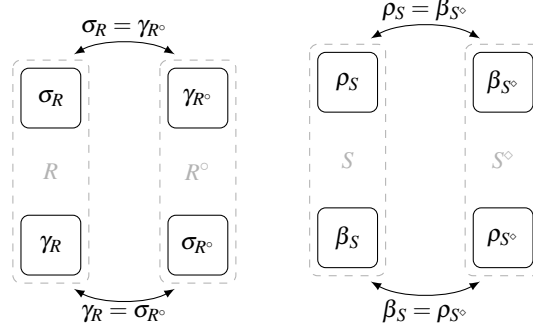 σ_R = γ_{R°}
ρ_S = β_{S⋄}
σ_R γ_{R°} ρ_S β_{S⋄}
R R° S S⋄
γ_R σ_{R°} β_S ρ_{S⋄}
γ_R = σ_{R°}
β_S = ρ_{S⋄}